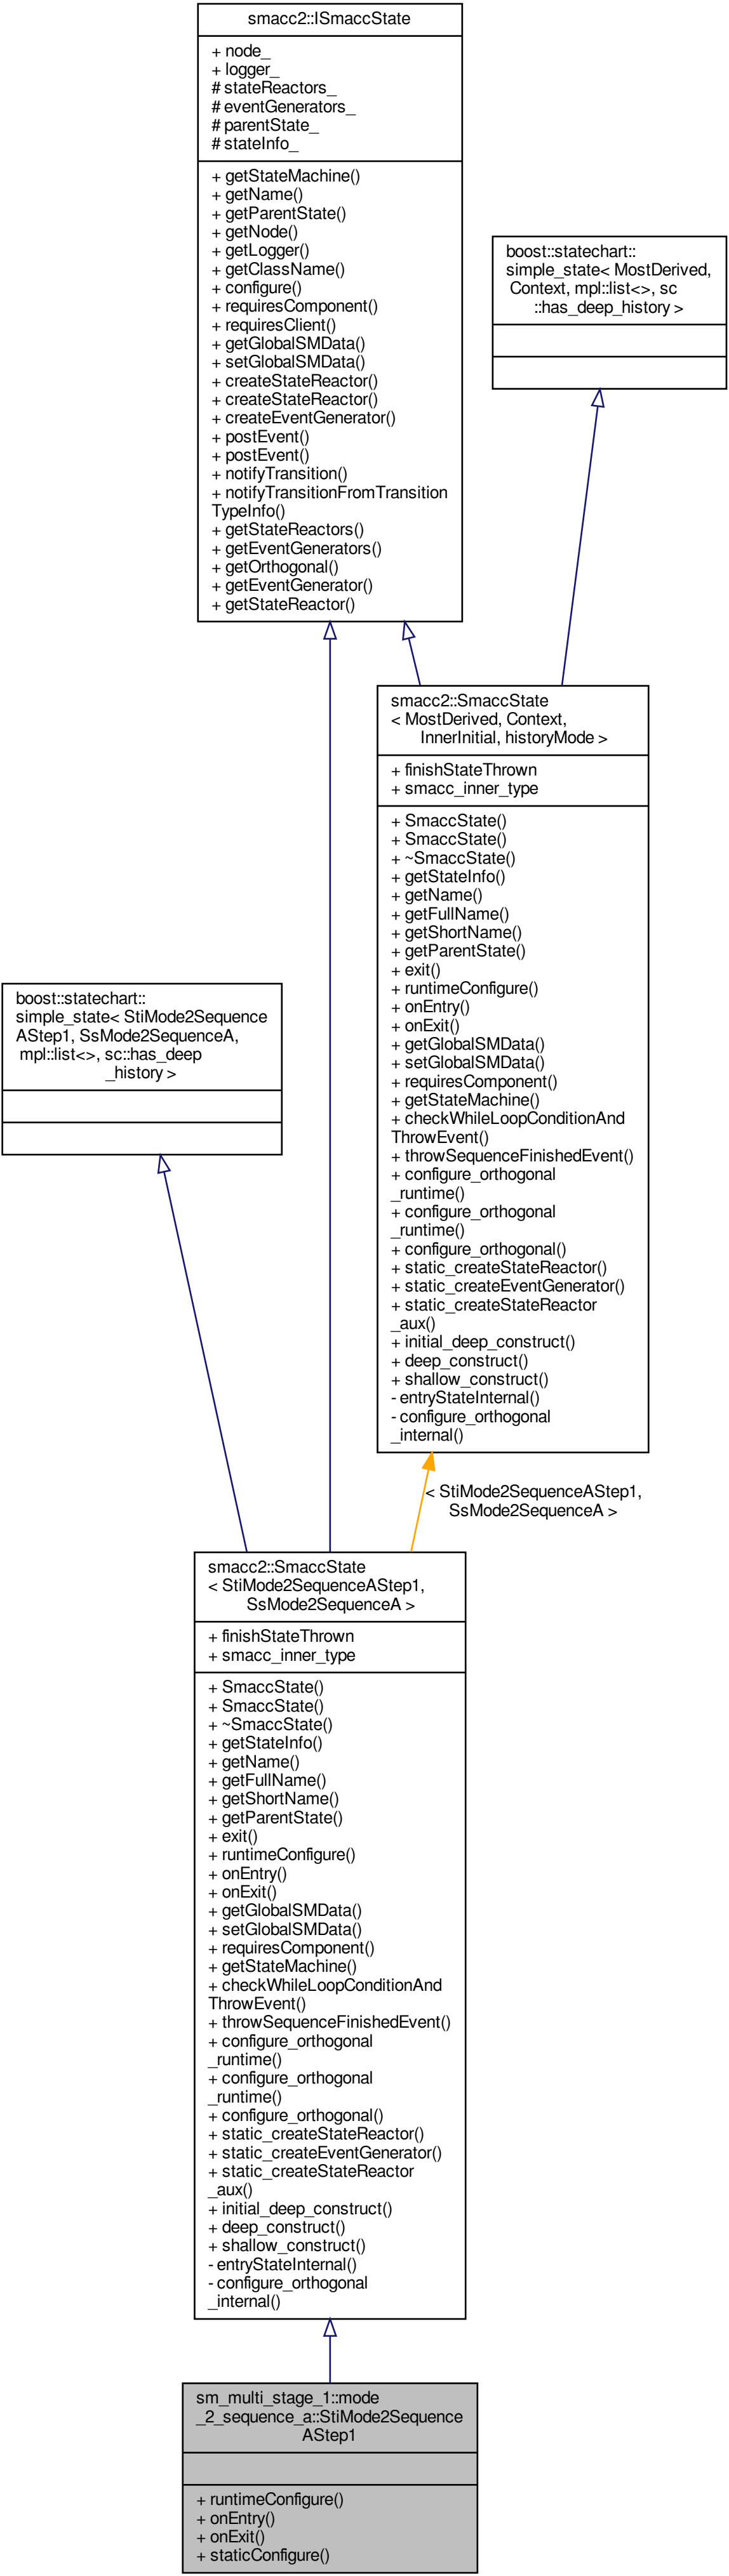 smacc2::ISmaccState
+ node_
+ logger_
# stateReactors_
# eventGenerators_
# parentState_
# stateInfo_
+ getStateMachine()
+ getName()
+ getParentState()
+ getNode()
+ getLogger()
+ getClassName()
+ configure()
+ requiresComponent()
+ requiresClient()
+ getGlobalSMData()
+ setGlobalSMData()
+ createStateReactor()
+ createStateReactor()
+ createEventGenerator()
+ postEvent()
+ postEvent()
+ notifyTransition()
+ notifyTransitionFromTransition
TypeInfo()
+ getStateReactors()
+ getEventGenerators()
+ getOrthogonal()
+ getEventGenerator()
+ getStateReactor()
boost::statechart::
simple_state< MostDerived,
Context, mpl::list<>, sc
::has_deep_history >
smacc2::SmaccState
< MostDerived, Context,
InnerInitial, historyMode >
+ finishStateThrown
+ smacc_inner_type
+ SmaccState()
+ SmaccState()
+ ~SmaccState()
+ getStateInfo()
+ getName()
+ getFullName()
+ getShortName()
+ getParentState()
+ exit()
+ runtimeConfigure()
+ onEntry()
+ onExit()
+ getGlobalSMData()
+ setGlobalSMData()
+ requiresComponent()
+ getStateMachine()
+ checkWhileLoopConditionAnd
ThrowEvent()
+ throwSequenceFinishedEvent()
+ configure_orthogonal
_runtime()
+ configure_orthogonal
_runtime()
+ configure_orthogonal()
+ static_createStateReactor()
+ static_createEventGenerator()
+ static_createStateReactor
_aux()
+ initial_deep_construct()
+ deep_construct()
+ shallow_construct()
- entryStateInternal()
- configure_orthogonal
_internal()
boost::statechart::
simple_state< StiMode2Sequence
AStep1, SsMode2SequenceA,
mpl::list<>, sc::has_deep
_history >
< StiMode2SequenceAStep1,
SsMode2SequenceA >
smacc2::SmaccState
< StiMode2SequenceAStep1,
SsMode2SequenceA >
+ finishStateThrown
+ smacc_inner_type
+ SmaccState()
+ SmaccState()
+ ~SmaccState()
+ getStateInfo()
+ getName()
+ getFullName()
+ getShortName()
+ getParentState()
+ exit()
+ runtimeConfigure()
+ onEntry()
+ onExit()
+ getGlobalSMData()
+ setGlobalSMData()
+ requiresComponent()
+ getStateMachine()
+ checkWhileLoopConditionAnd
ThrowEvent()
+ throwSequenceFinishedEvent()
+ configure_orthogonal
_runtime()
+ configure_orthogonal
_runtime()
+ configure_orthogonal()
+ static_createStateReactor()
+ static_createEventGenerator()
+ static_createStateReactor
_aux()
+ initial_deep_construct()
+ deep_construct()
+ shallow_construct()
- entryStateInternal()
- configure_orthogonal
_internal()
sm_multi_stage_1::mode
_2_sequence_a::StiMode2Sequence
AStep1
+ runtimeConfigure()
+ onEntry()
+ onExit()
+ staticConfigure()